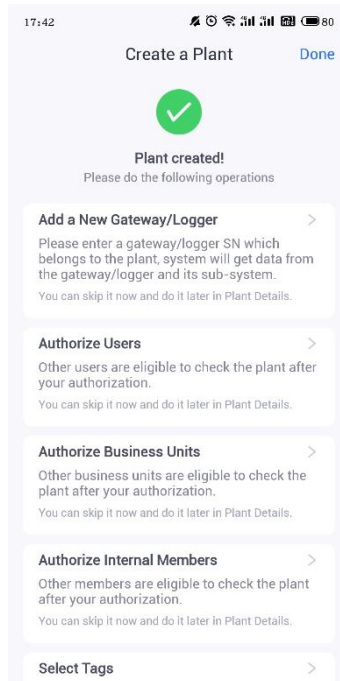 17:42
80
Create a Plant
Done
Plant created!
Please do the following operations
Add a New Gateway/Logger
Please enter a gateway/logger SN which
belongs to the plant, system will get data from
the gateway/logger and its sub-system.
You can skip it now and do it later in Plant Details.
Authorize Users
Other users are eligible to check the plant after
your authorization.
You can skip it now and do it later in Plant Details.
Authorize Business Units
Other business units are eligible to check the
plant after your authorization.
You can skip it now and do it later in Plant Details.
Authorize Internal Members
Other members are eligible to check the plant
after your authorization.
You can skip it now and do it later in Plant Details.
Select Tags